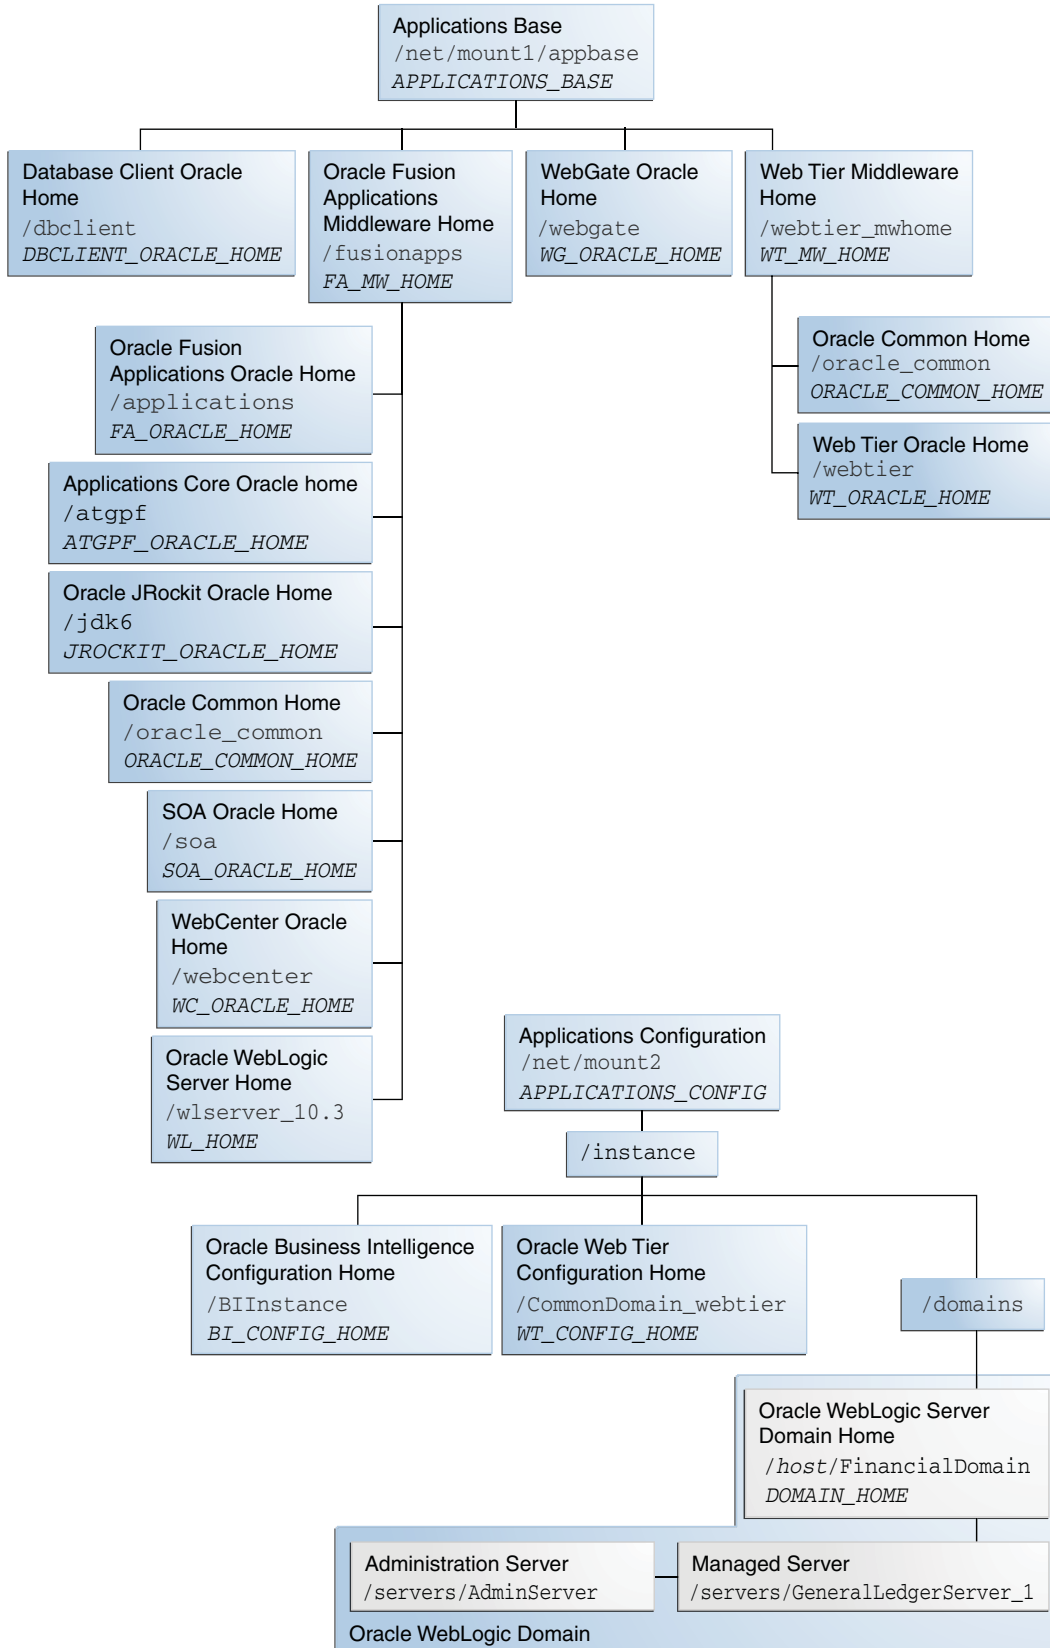 Applications Base
/net/mount1/appbase
APPLICATIONS_BASE
Database Client Oracle
Home
/dbclient
DBCLIENT_ORACLE_HOME
Oracle Fusion
Applications
Middleware Home
/fusionapps
FA_MW_HOME
WebGate Oracle
Home
/webgate
WG_ORACLE_HOME
Web Tier Middleware
Home
/webtier_mwhome
WT_MW_HOME
Oracle Common Home
/oracle_common
ORACLE_COMMON_HOME
Web Tier Oracle Home
/webtier
WT_ORACLE_HOME
Oracle Fusion
Applications Oracle Home
/applications
FA_ORACLE_HOME
Applications Core Oracle home
/atgpf
ATGPF_ORACLE_HOME
Oracle JRockit Oracle Home
/jdk6
JROCKIT_ORACLE_HOME
Oracle Common Home
/oracle_common
ORACLE_COMMON_HOME
SOA Oracle Home
/soa
SOA_ORACLE_HOME
WebCenter Oracle
Home
/webcenter
WC_ORACLE_HOME
Oracle WebLogic
Server Home
/wlserver_10.3
WL_HOME
Applications Configuration
/net/mount2
APPLICATIONS_CONFIG
/instance
Oracle Business Intelligence
Configuration Home
/BIInstance
BI_CONFIG_HOME
Oracle Web Tier
Configuration Home
/CommonDomain_webtier
WT_CONFIG_HOME
/domains
Oracle WebLogic Server
Domain Home
/host/FinancialDomain
DOMAIN_HOME
Administration Server
/servers/AdminServer
Managed Server
/servers/GeneralLedgerServer_1
Oracle WebLogic Domain